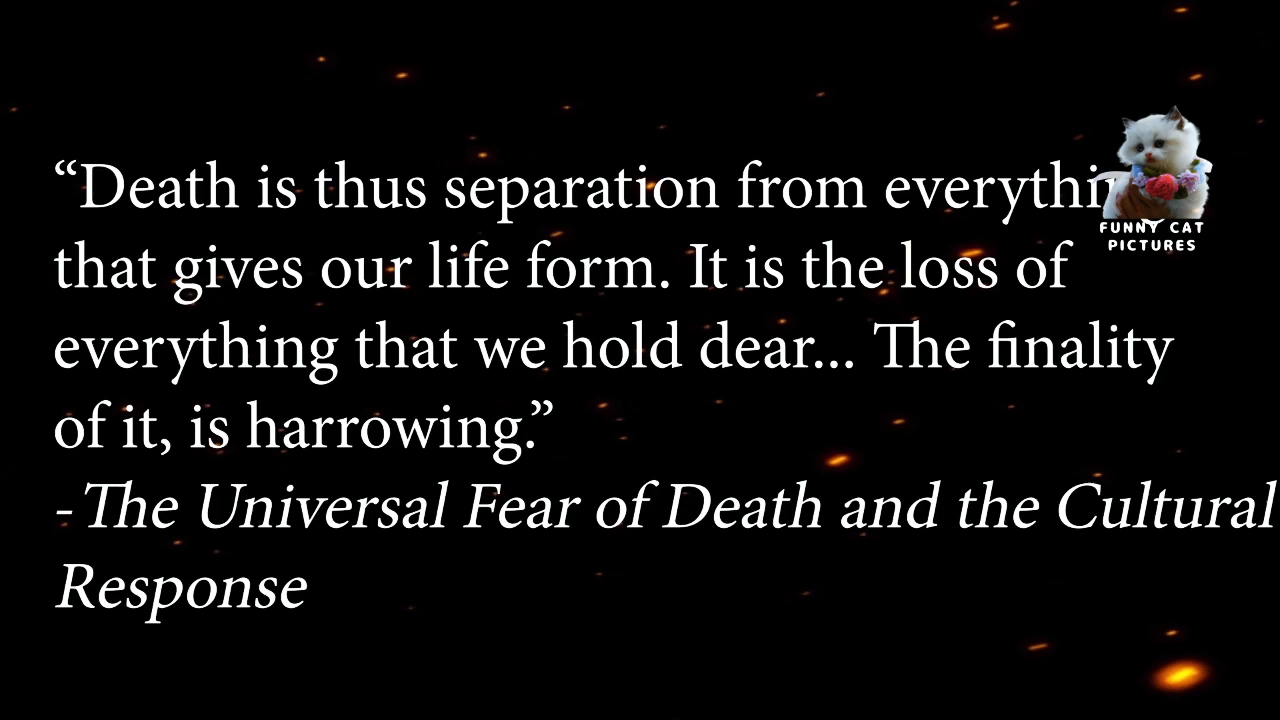 “Death is thus separation from everythin
that gives our life form. It is the loss of
everything that we hold dear... The finality
of it, is harrowing.”
- The Universal Fear of Death and the Cultural
Response
FUNNY CAT
PICTURES